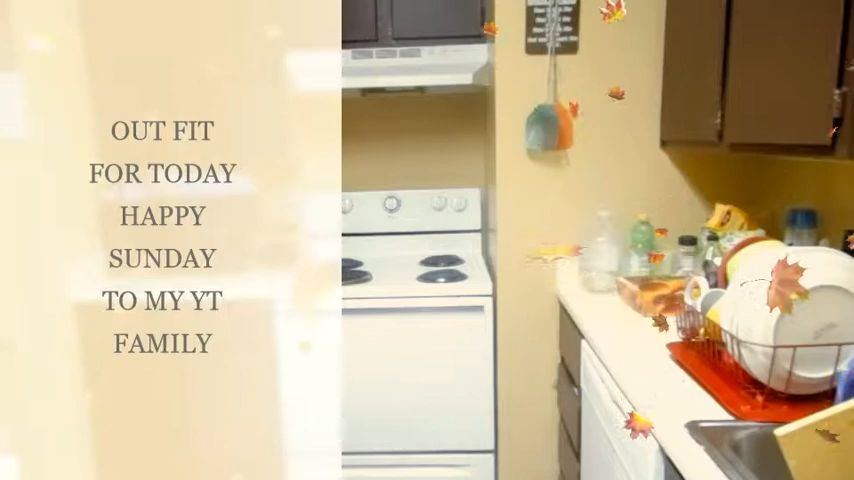 OUT FIT
FOR TODAY
HAPPY
SUNDAY
TO MY YT
FAMILY